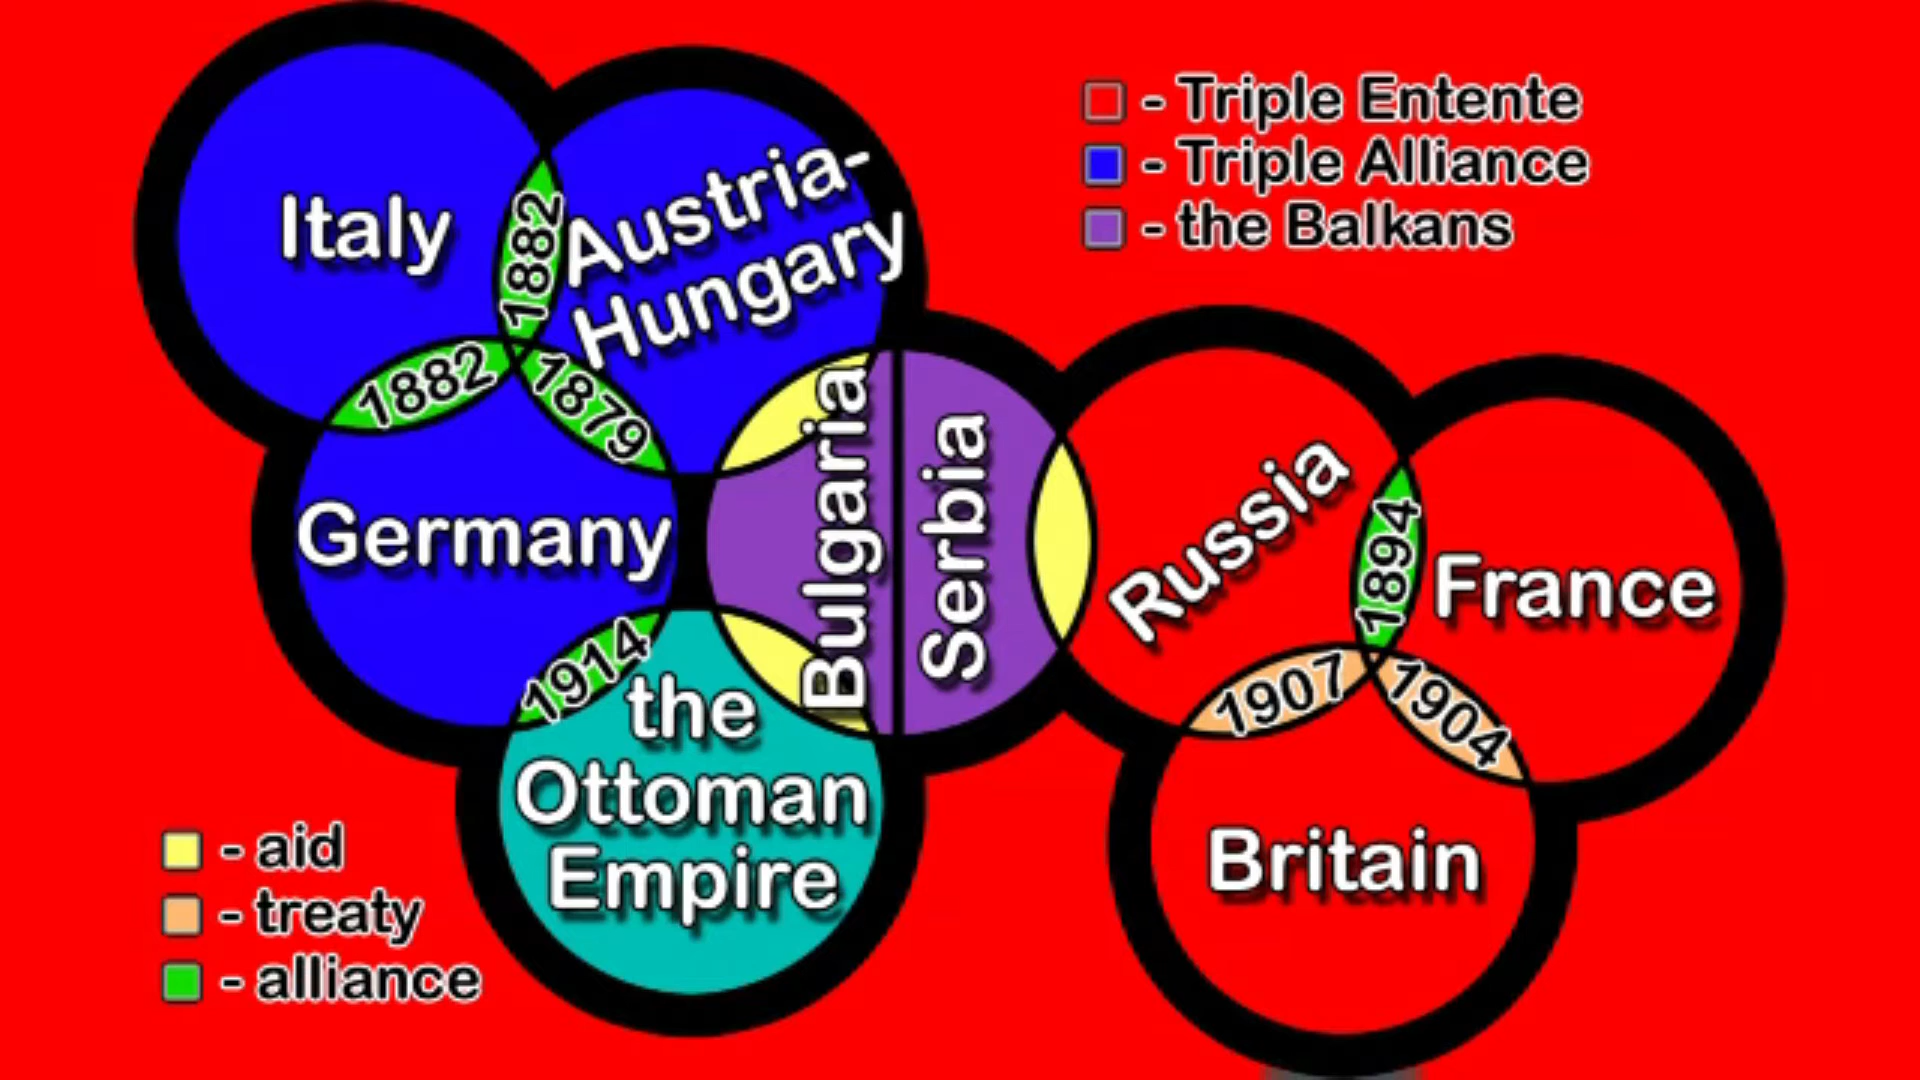 Italy
1882
Austria-
Hungary
1882
1879
Germany
1914
the
Ottoman
Empire
Bulgaria
Serbia
Russia
1894
France
1907
1904
Britain
- Triple Entente
- Triple Alliance
- the Balkans
- aid
- treaty
- alliance